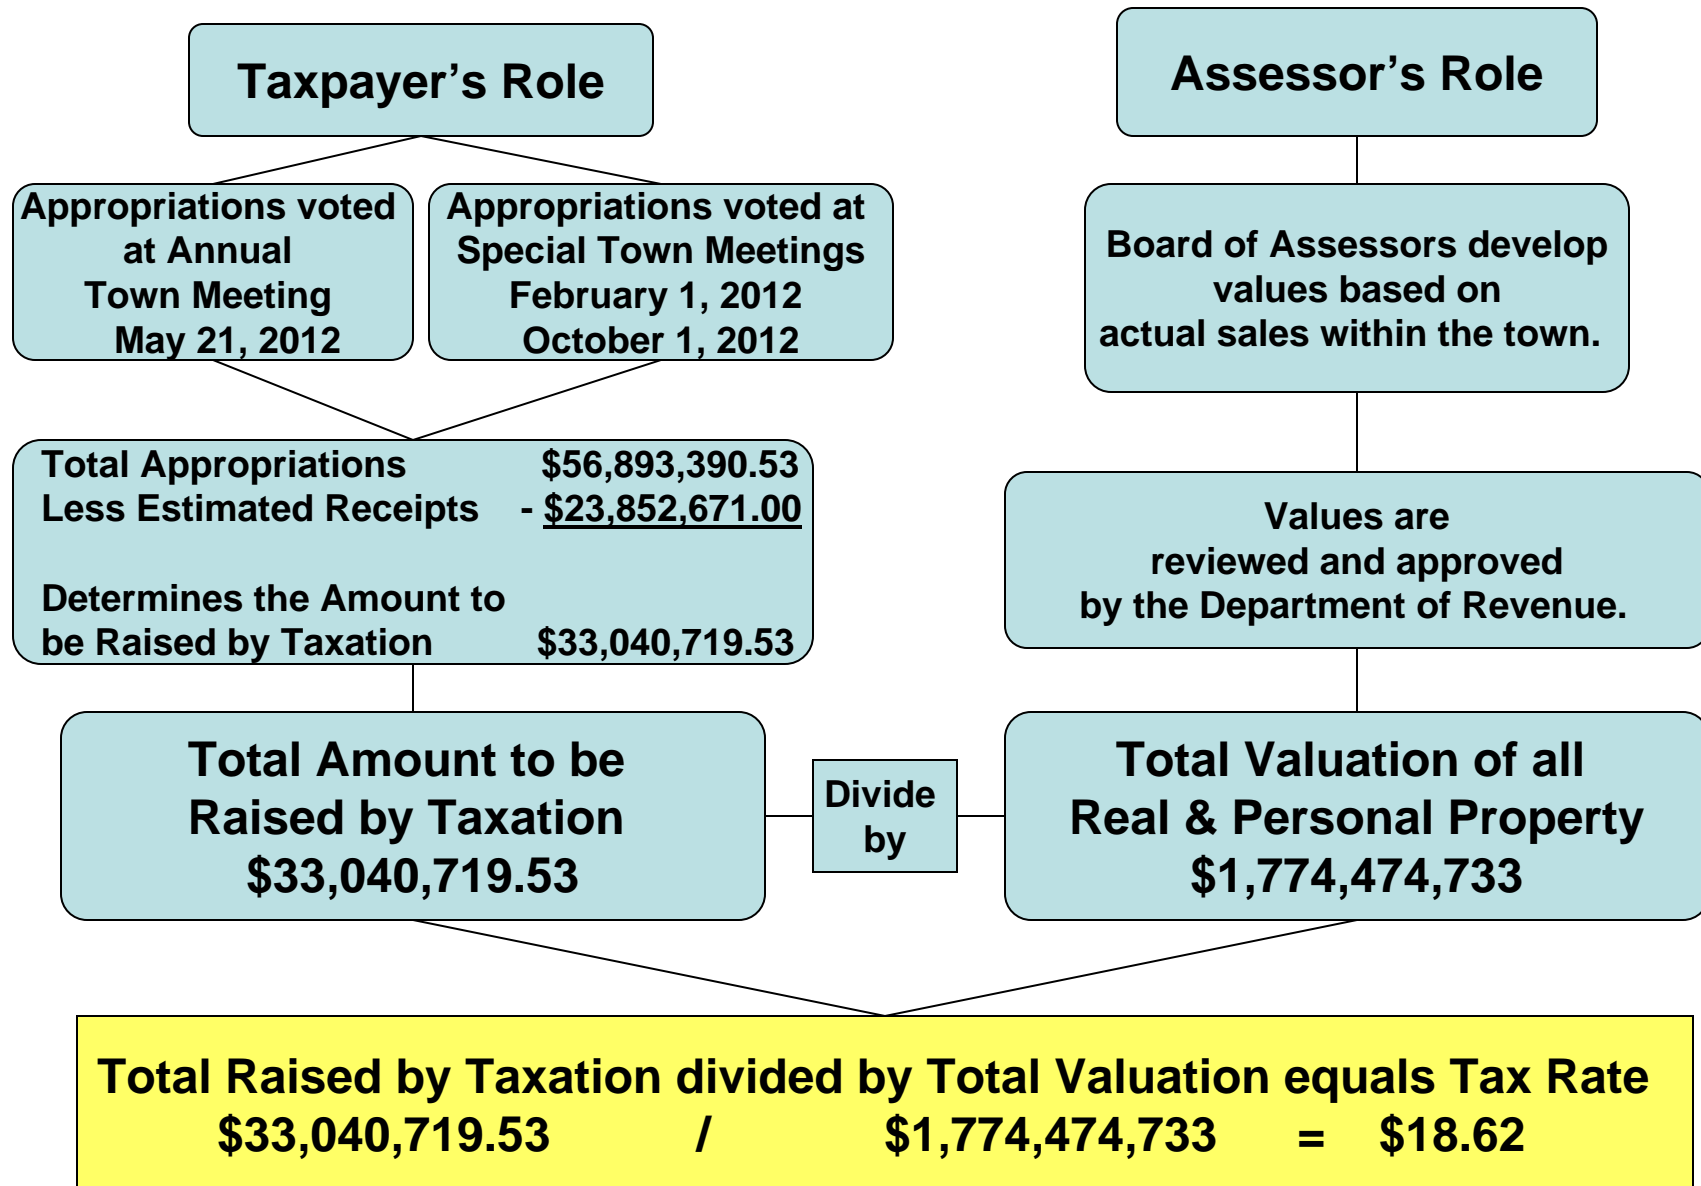 Taxpayer's Role
Appropriations voted
at Annual
Town Meeting
May 21, 2012
Appropriations voted at
Special Town Meetings
February 1, 2012
October 1, 2012
Total Appropriations $56,893,390.53
Less Estimated Receipts - $23,852,671.00
Determines the Amount to
be Raised by Taxation $33,040,719.53
Total Amount to be
Raised by Taxation
$33,040,719.53
Divide
by
Assessor's Role
Board of Assessors develop
values based on
actual sales within the town.
Values are
reviewed and approved
by the Department of Revenue.
Total Valuation of all
Real & Personal Property
$1,774,474,733
Total Raised by Taxation divided by Total Valuation equals Tax Rate
$33,040,719.53 / $1,774,474,733 = $18.62